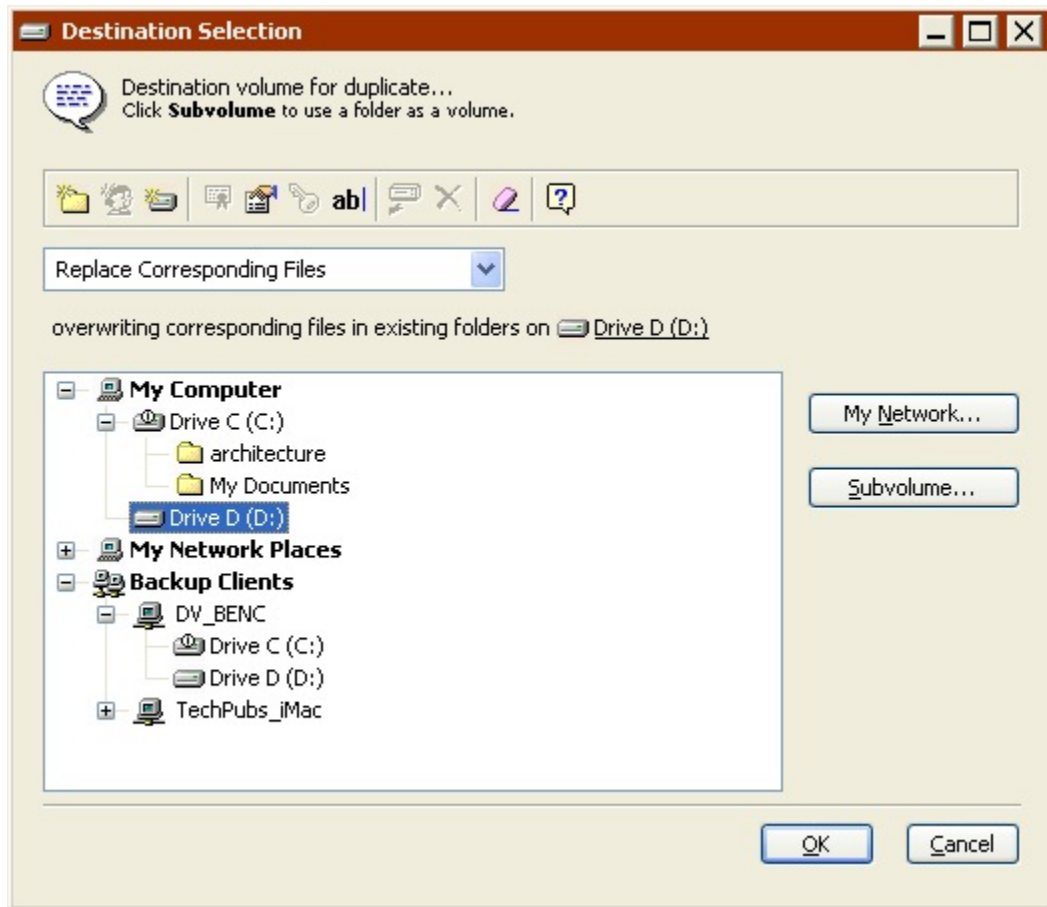 Destination Selection
Destination volume for duplicate...
Click Subvolume to use a folder as a volume.
ab|
Replace Corresponding Files
overwriting corresponding files in existing folders on Drive D (D:)
My Computer
Drive C (C:)
architecture
My Documents
Drive D (D:)
My Network Places
Backup Clients
DV_BENC
Drive C (C:)
Drive D (D:)
TechPubs_iMac
My Network...
Subvolume...
OK
Cancel